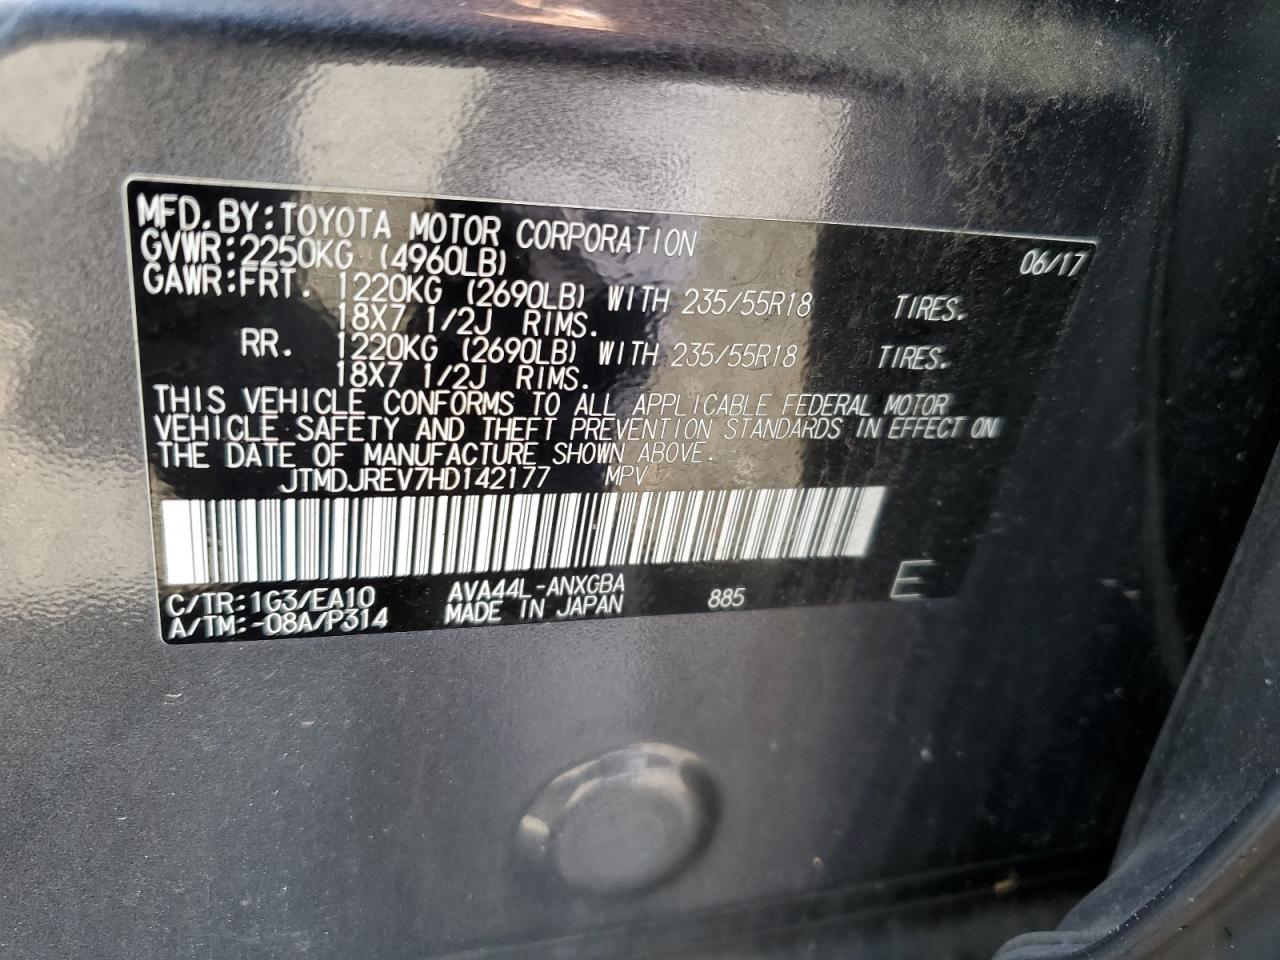 MFD. BY: TOYOTA MOTOR CORPORATION 06/17
GVWR: 2250KG (4960LB)
GAWR: FRT. 1220KG (2690LB) WITH 235/55R18 TIRES.
18X7 1/2J RIMS.
RR. 1220KG (2690LB) WITH 235/55R18 TIRES.
18X7 1/2J RIMS.
THIS VEHICLE CONFORMS TO ALL APPLICABLE FEDERAL MOTOR
VEHICLE SAFETY AND THEFT PREVENTION STANDARDS IN EFFECT ON
THE DATE OF MANUFACTURE SHOWN ABOVE.
JTMDJREV7HD142177 MPV
C/TR: 1G3/EA10 AVA44L-ANXGBA 885 E
A/TM: -08A/P314 MADE IN JAPAN